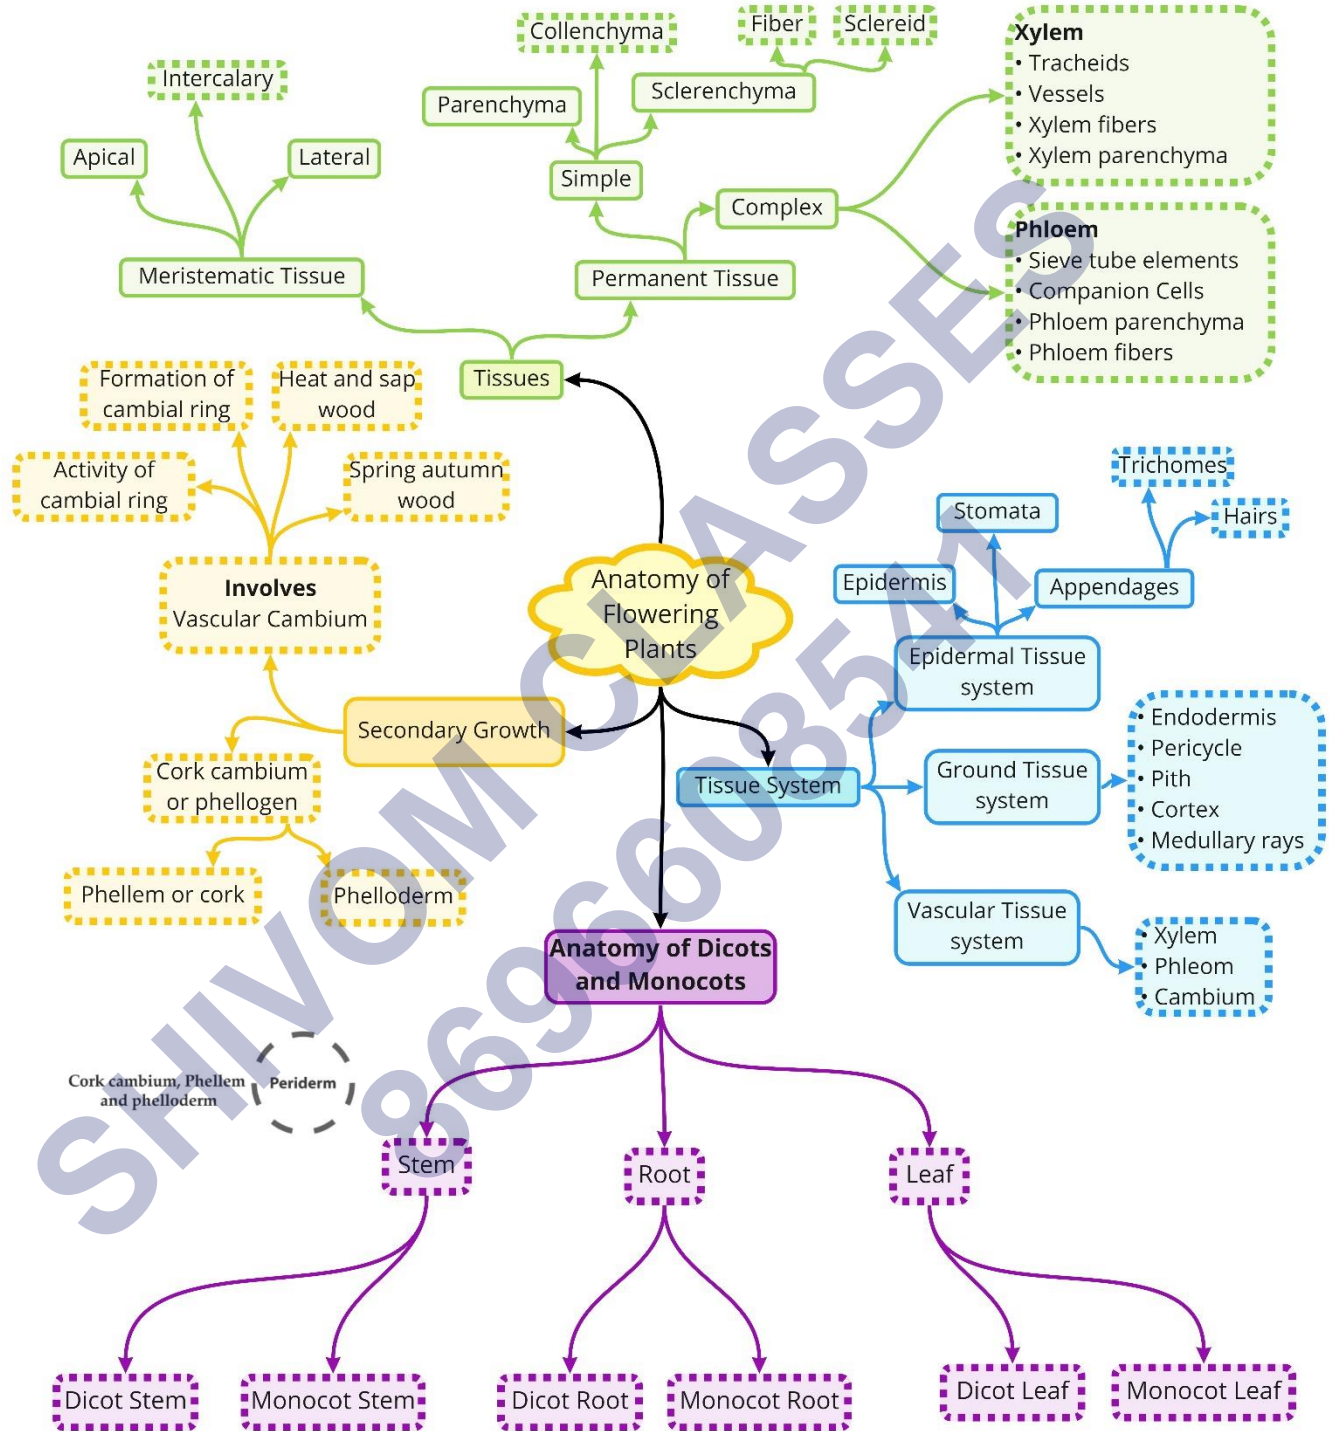 Collenchyma
Fiber
Sclereid
Xylem
• Tracheids
• Vessels
• Xylem fibers
• Xylem parenchyma
Intercalary
Parenchyma
Sclerenchyma
Apical
Lateral
Simple
Complex
Phloem
• Sieve tube elements
• Companion Cells
• Phloem parenchyma
• Phloem fibers
Meristematic Tissue
Permanent Tissue
Tissues
Formation of
cambial ring
Heat and sap
wood
Activity of
cambial ring
Spring autumn
wood
Involves
Vascular Cambium
Anatomy of
Flowering
Plants
Trichomes
Hairs
Stomata
Epidermis
Appendages
Epidermal Tissue
system
Secondary Growth
Tissue System
Ground Tissue
system
• Endodermis
• Pericycle
• Pith
• Cortex
• Medullary rays
Cork cambium
or phellogen
Phellem or cork
Phelloderm
Vascular Tissue
system
• Xylem
• Phleom
• Cambium
Anatomy of Dicots
and Monocots
Cork cambium, Phellem
and phelloderm
Periderm
Stem
Root
Leaf
Dicot Stem
Monocot Stem
Dicot Root
Monocot Root
Dicot Leaf
Monocot Leaf
SHIVOM CLASSES
8696608541